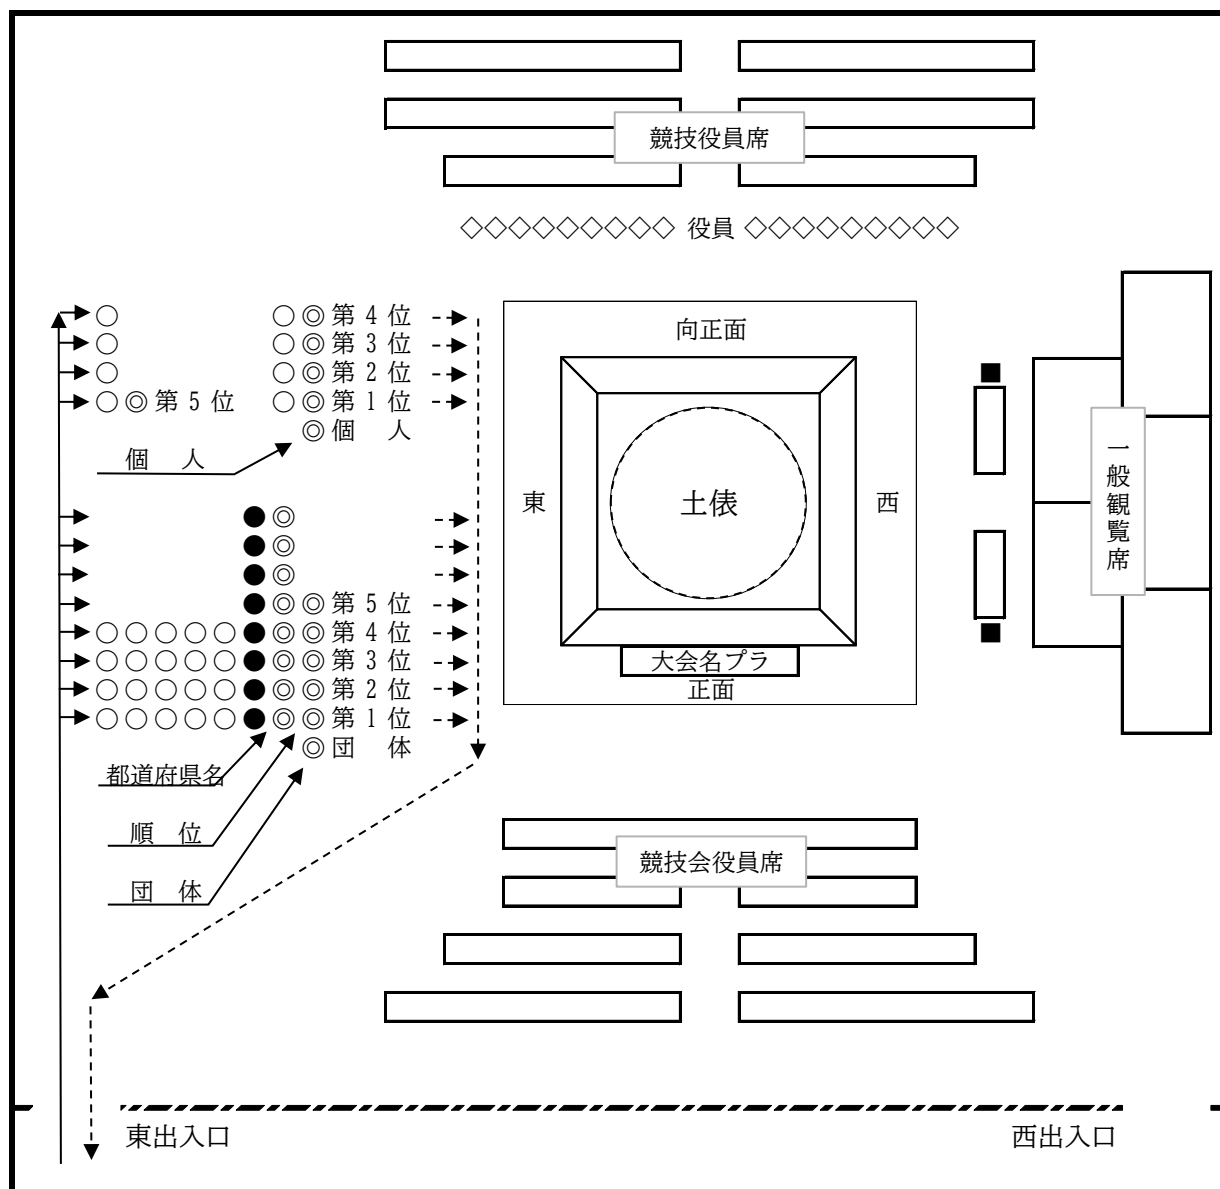 競技役員席
◇◇◇◇◇◇◇◇◇ 役員 ◇◇◇◇◇◇◇◇◇
○ ○◎第4位
○ ○◎第3位
○ ○◎第2位
○◎第5位 ○◎第1位
◎個 人
個 人
向正面
東
土俵
西
大会名プラ
正面
■
■
一般観覧席
●◎
●◎
●◎
●◎◎第5位
○○○○○●◎◎第4位
○○○○○●◎◎第3位
○○○○○●◎◎第2位
○○○○○●◎◎第1位
◎団 体
都道府県名
順 位
団 体
競技会役員席
東出入口
西出入口